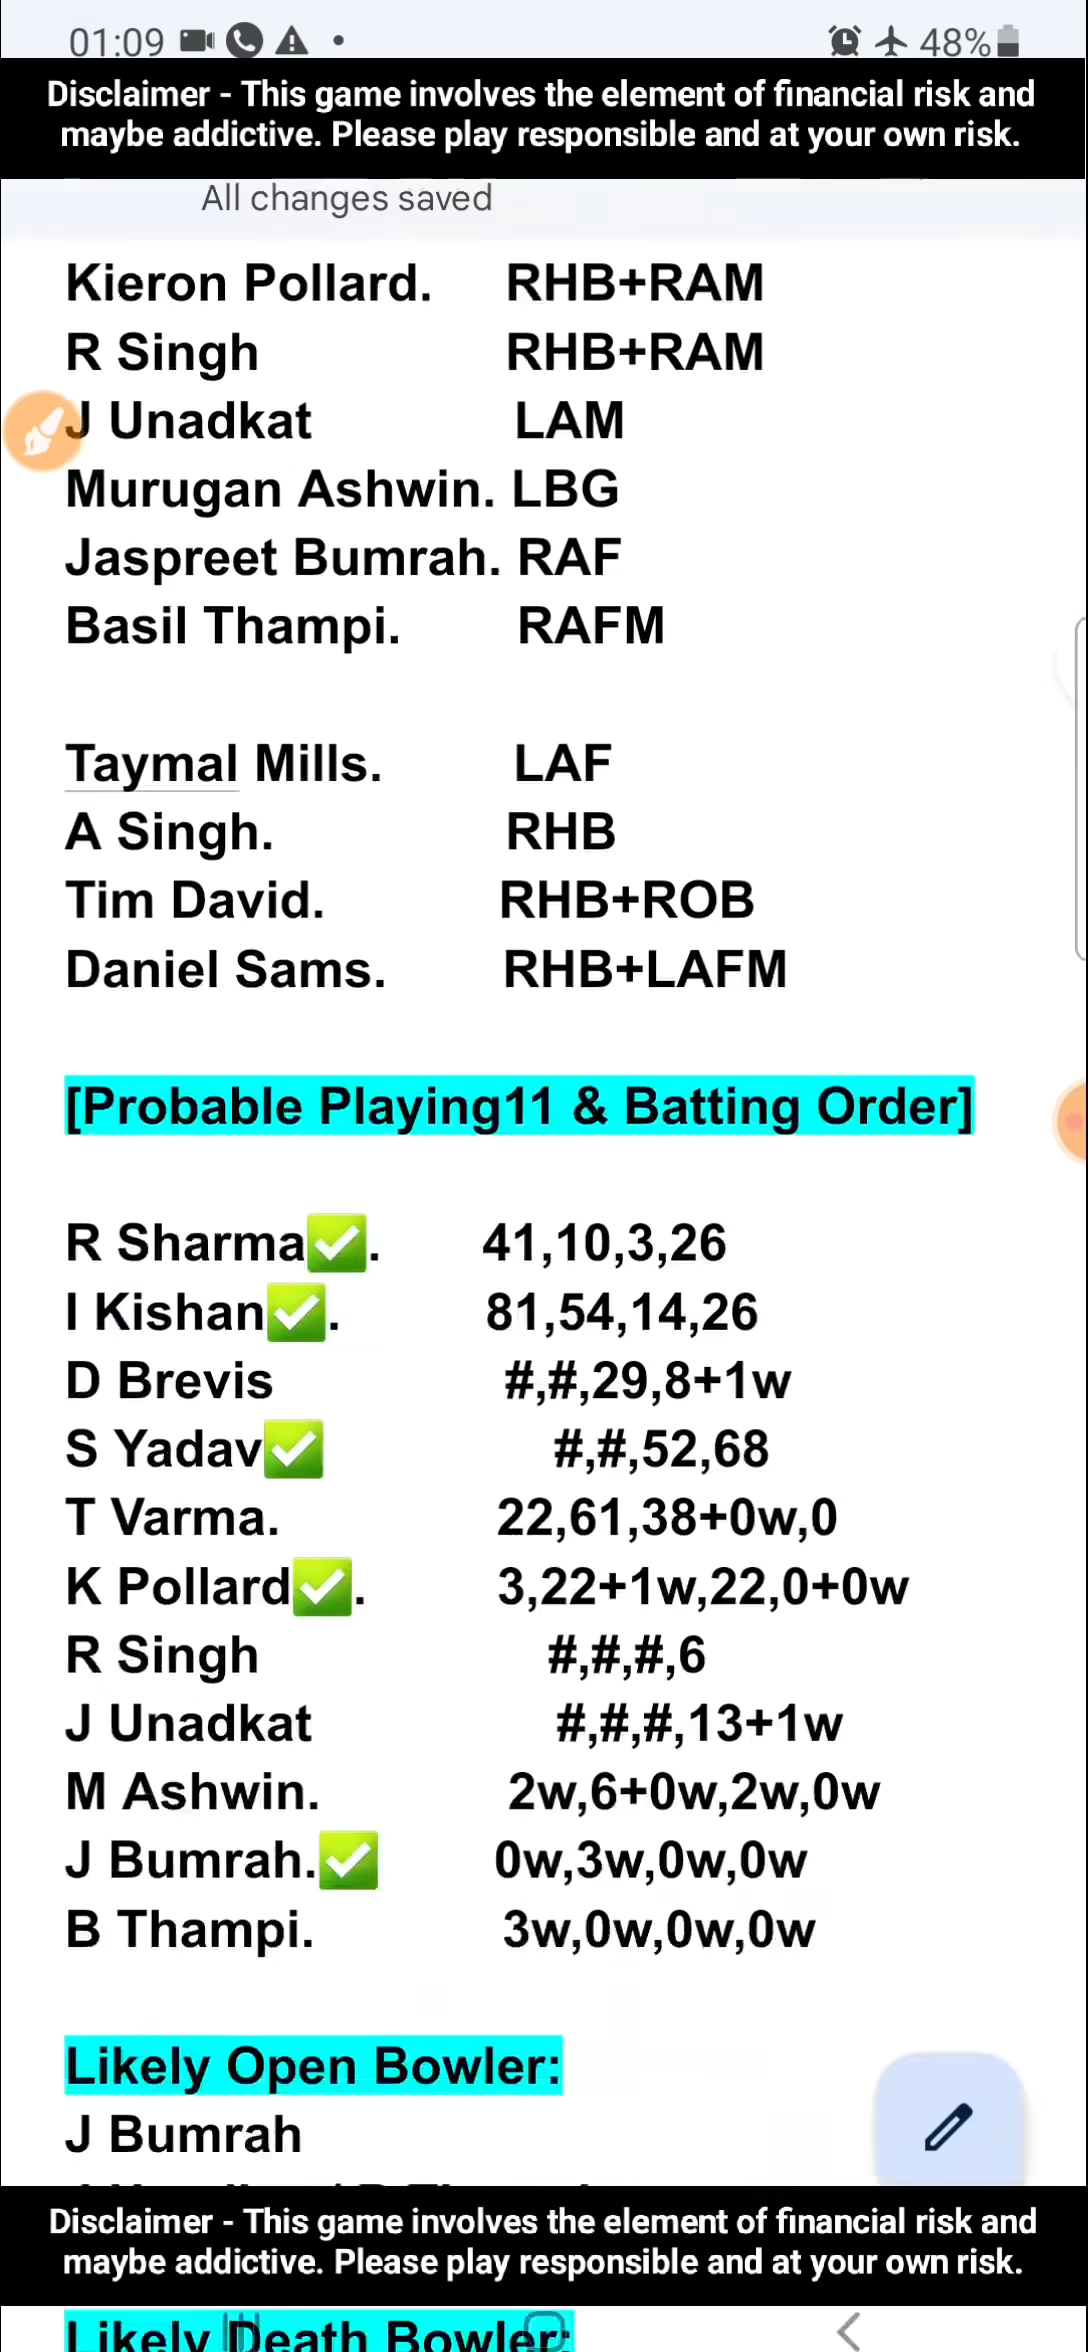 01:09 48%
Disclaimer - This game involves the element of financial risk and
maybe addictive. Please play responsible and at your own risk.
All changes saved
Kieron Pollard. RHB+RAM
R Singh RHB+RAM
J Unadkat LAM
Murugan Ashwin. LBG
Jaspreet Bumrah. RAF
Basil Thampi. RAFM
Taymal Mills. LAF
A Singh. RHB
Tim David. RHB+ROB
Daniel Sams. RHB+LAFM
[Probable Playing11 & Batting Order]
R Sharma✅. 41,10,3,26
I Kishan✅. 81,54,14,26
D Brevis #,#,29,8+1w
S Yadav✅ #,#,52,68
T Varma. 22,61,38+0w,0
K Pollard✅. 3,22+1w,22,0+0w
R Singh #,#,#,6
J Unadkat #,#,#,13+1w
M Ashwin. 2w,6+0w,2w,0w
J Bumrah.✅ 0w,3w,0w,0w
B Thampi. 3w,0w,0w,0w
Likely Open Bowler:
J Bumrah
Disclaimer - This game involves the element of financial risk and
maybe addictive. Please play responsible and at your own risk.
Likely Death Bowler: